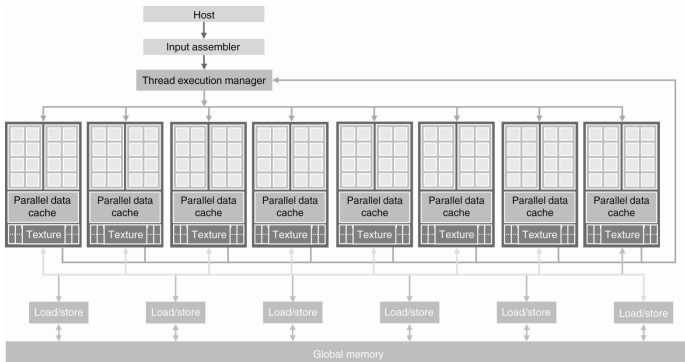 Host
Input assembler
Thread execution manager
Parallel data
cache
Texture
Parallel data
cache
Texture
Parallel data
cache
Texture
Parallel data
cache
Texture
Parallel data
cache
Texture
Parallel data
cache
Texture
Parallel data
cache
Texture
Parallel data
cache
Texture
Load/store
Load/store
Load/store
Load/store
Load/store
Load/store
Global memory